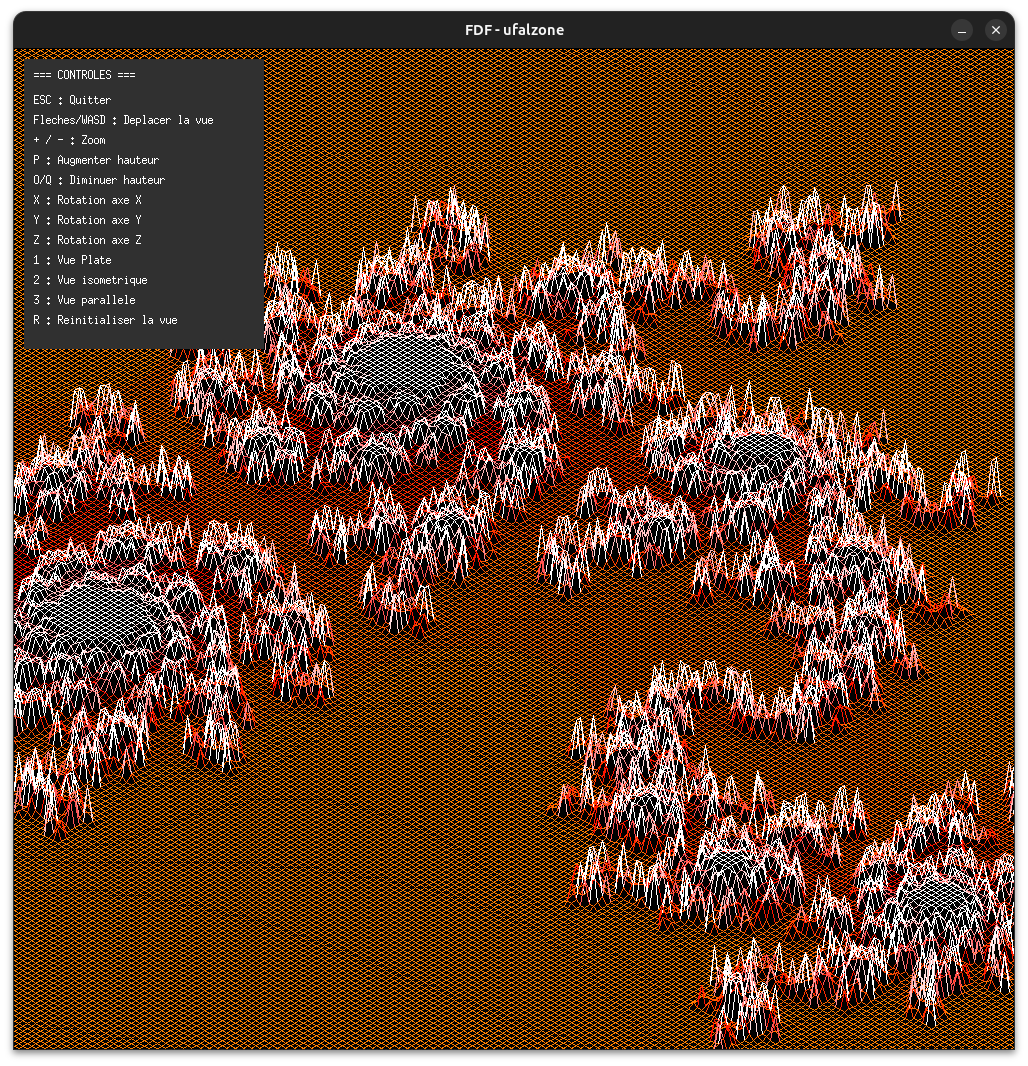 FDF - ufalzone
=== CONTROLES ===
ESC : Quitter
Fleches/WASD : Deplacer la vue
+ / - : Zoom
P : Augmenter hauteur
O/Q : Diminuer hauteur
X : Rotation axe X
Y : Rotation axe Y
Z : Rotation axe Z
1 : Vue Plate
2 : Vue isometrique
3 : Vue parallele
R : Reinitialiser la vue